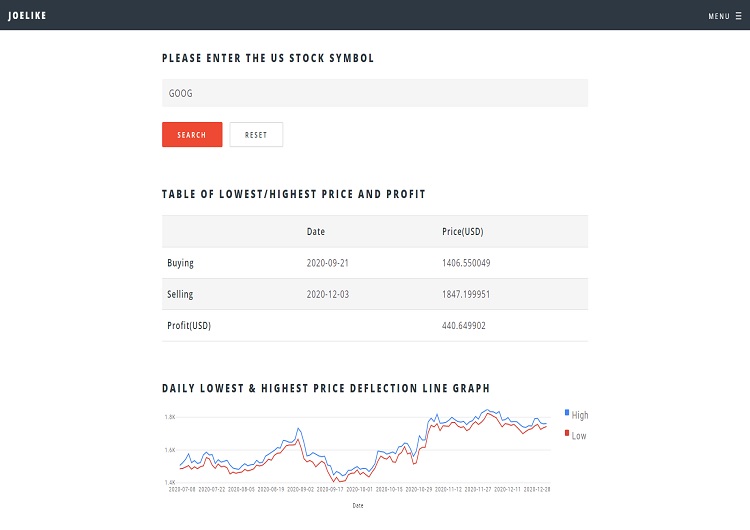 JOELIKE MENU
PLEASE ENTER THE US STOCK SYMBOL
GOOG
SEARCH RESET
TABLE OF LOWEST/HIGHEST PRICE AND PROFIT
Date Price(USD)
Buying 2020-09-21 1406.550049
Selling 2020-12-03 1847.199951
Profit(USD) 440.649902
DAILY LOWEST & HIGHEST PRICE DEFLECTION LINE GRAPH
High
1.8K
Low
1.6K
1.4K
2020-07-08 2020-07-22 2020-08-05 2020-08-19 2020-09-02 2020-09-17 2020-10-01 2020-10-15 2020-10-29 2020-11-12 2020-11-27 2020-12-11 2020-12-28
Date